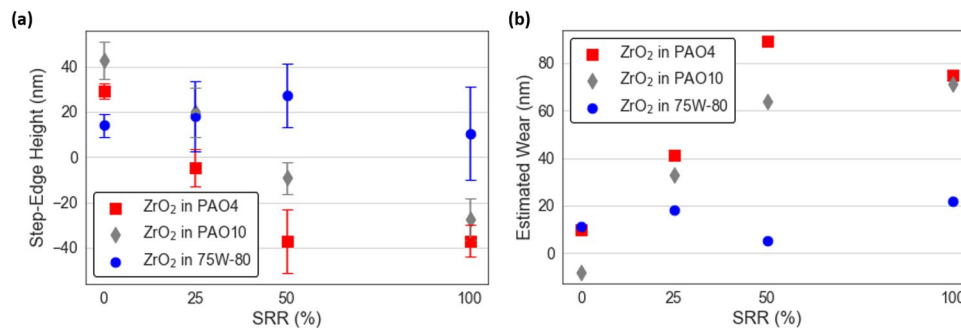 (a)
Step-Edge Height (nm)
40
20
0
−20
−40
ZrO₂ in PAO4
ZrO₂ in PAO10
ZrO₂ in 75W-80
0
25
50
100
SRR (%)
(b)
Estimated Wear (nm)
80
60
40
20
0
ZrO₂ in PAO4
ZrO₂ in PAO10
ZrO₂ in 75W-80
0
25
50
100
SRR (%)